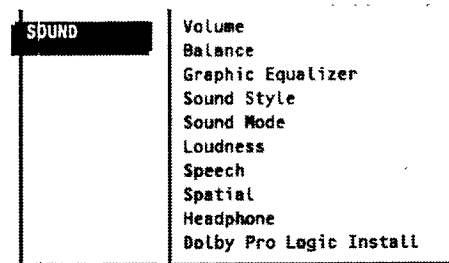 SOUND
Volume
Balance
Graphic Equalizer
Sound Style
Sound Mode
Loudness
Speech
Spatial
Headphone
Dolby Pro Logic Install